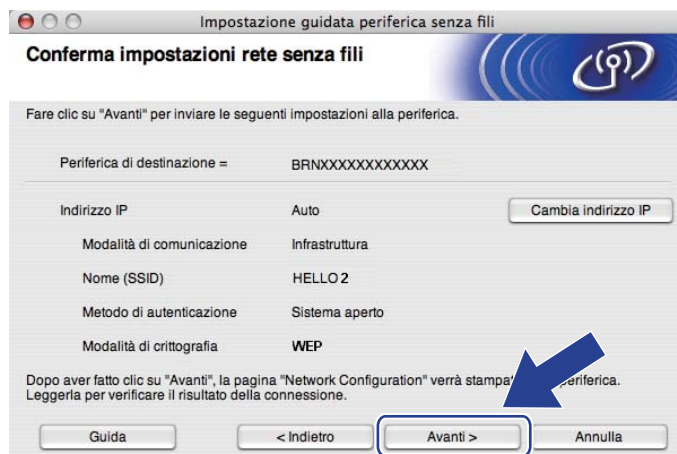 Impostazione guidata periferica senza fili
Conferma impostazioni rete senza fili
Fare clic su "Avanti" per inviare le seguenti impostazioni alla periferica.
Periferica di destinazione = BRNXXXXXXXXXXXX
Indirizzo IP Auto Cambia indirizzo IP
Modalità di comunicazione Infrastruttura
Nome (SSID) HELLO 2
Metodo di autenticazione Sistema aperto
Modalità di crittografia WEP
Dopo aver fatto clic su "Avanti", la pagina "Network Configuration" verrà periferica.
Leggerla per verificare il risultato della connessione.
Guida < Indietro Avanti > Annulla